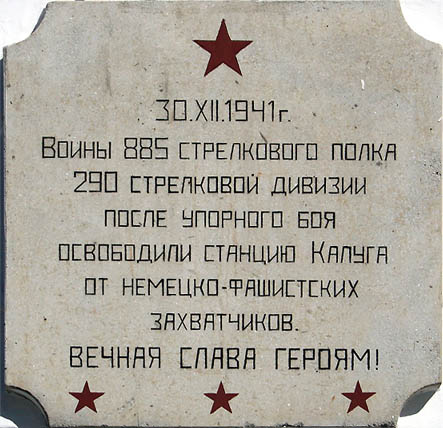 30.XII.1941г.
Воины 885 стрелкового полка
290 стрелковой дивизии
после упорного боя
освободили станцию Калуга
от немецко-фашистских
захватчиков.
ВЕЧНАЯ СЛАВА ГЕРОЯМ!